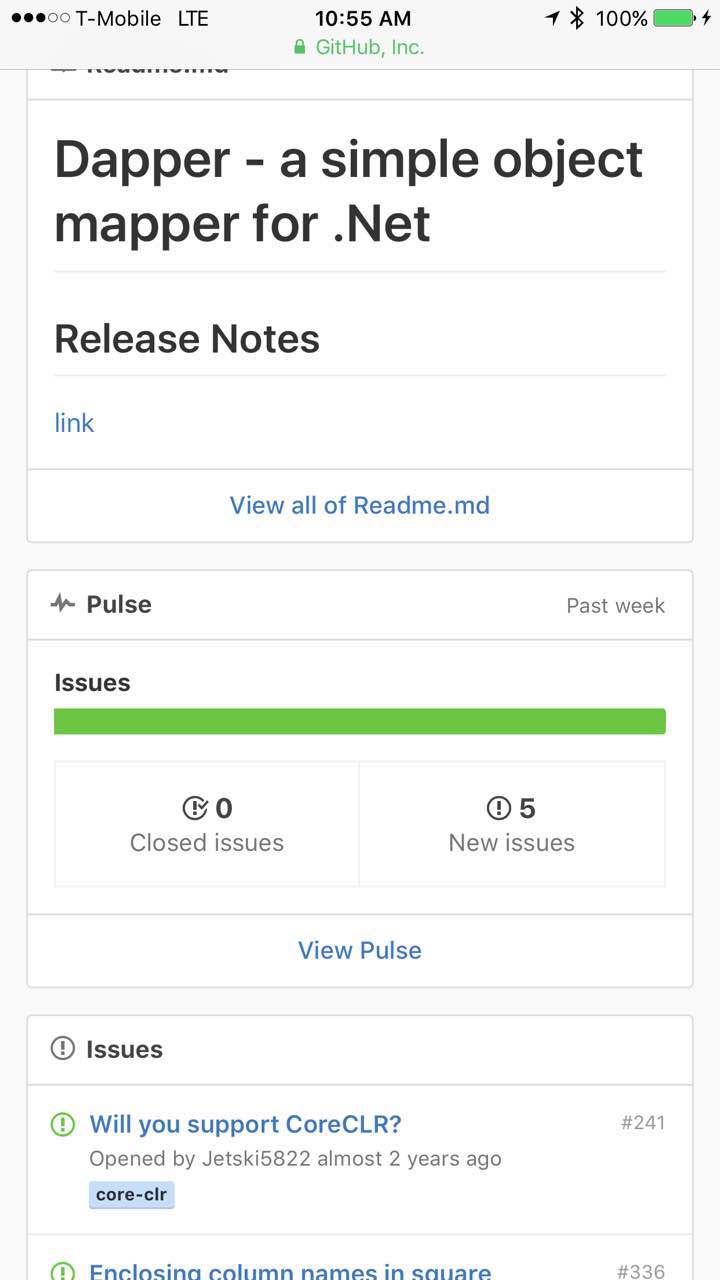 T-Mobile LTE 10:55 AM 100%
GitHub, Inc.
Readme.md
Dapper - a simple object
mapper for .Net
Release Notes
link
View all of Readme.md
Pulse Past week
Issues
0 5
Closed issues New issues
View Pulse
Issues
Will you support CoreCLR? #241
Opened by Jetski5822 almost 2 years ago
core-clr
Enclosing column names in square #336